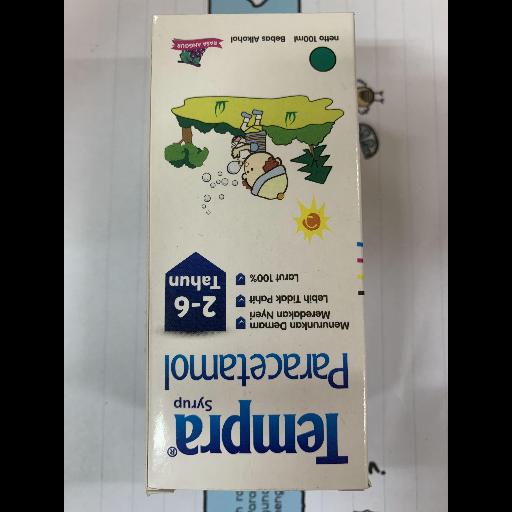 Tempra®
Syrup
Paracetamol
Menurunkan Demam
Meredakan Nyeri
Lebih Tidak Pahit
Larut 100%
2-6
Tahun
RASA ANGGUR
netto 100ml Bebas Alkohol